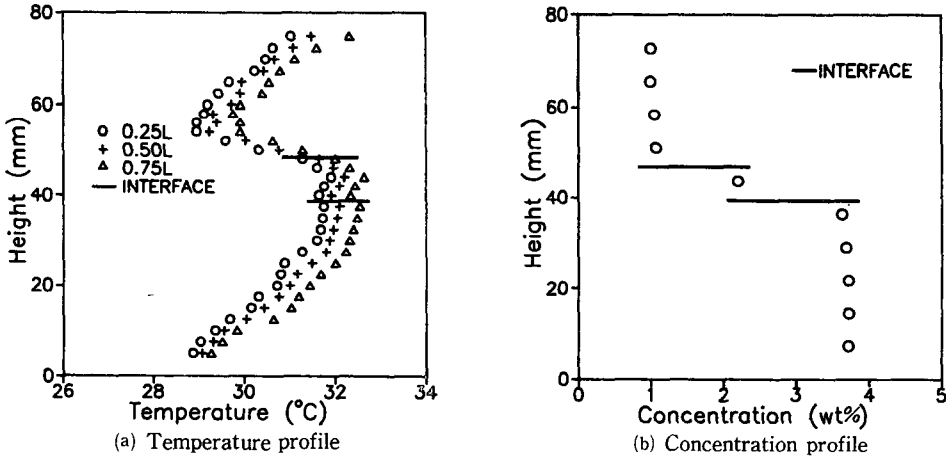 80
60
40
20
0
Height (mm)
○ 0.25L
+ 0.50L
△ 0.75L
— INTERFACE
26 28 30 32 34
Temperature (°C)
(a) Temperature profile
80
60
40
20
0
Height (mm)
— INTERFACE
0 1 2 3 4 5
Concentration (wt%)
(b) Concentration profile